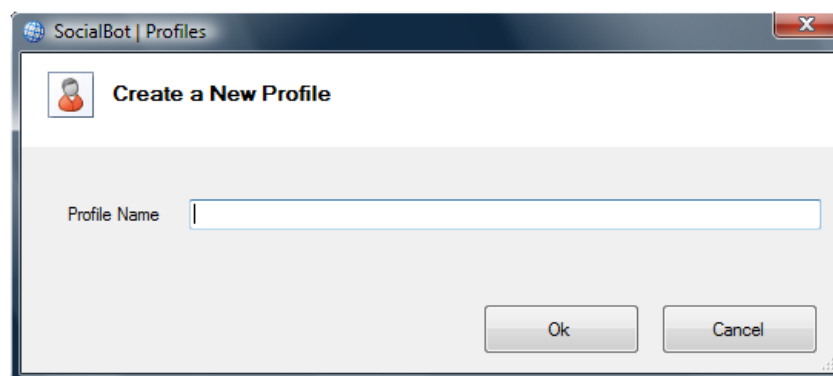 SocialBot | Profiles
Create a New Profile
Profile Name
Ok
Cancel